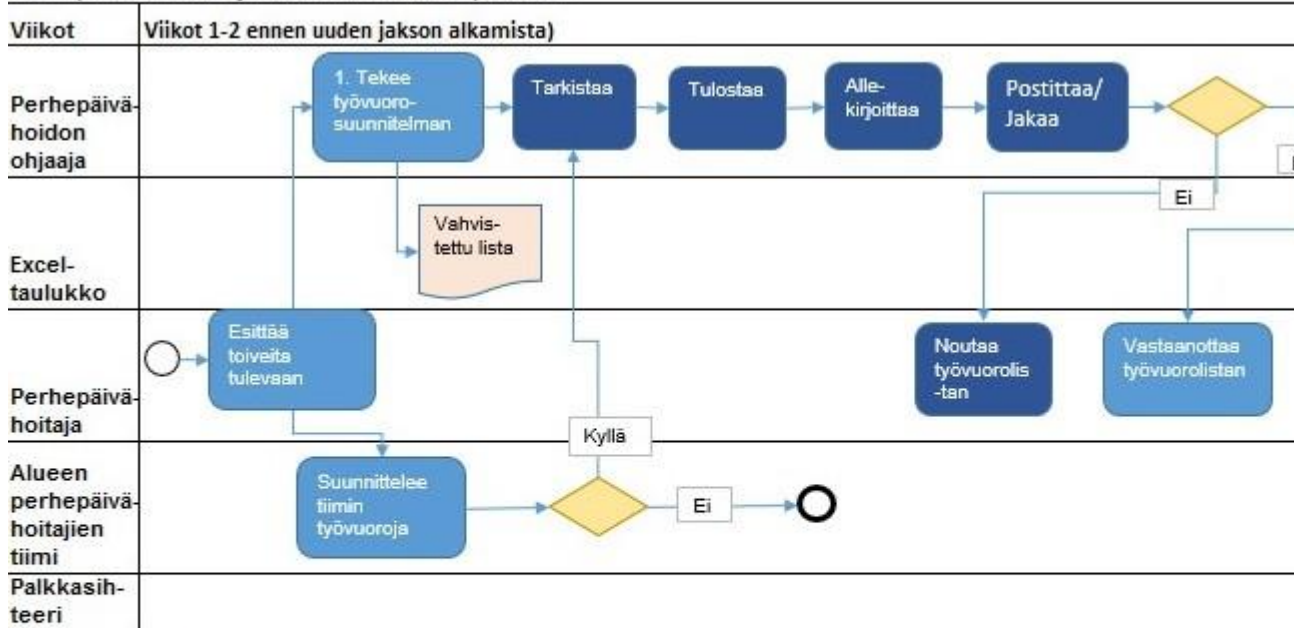 Viikot
Viikot 1-2 ennen uuden jakson alkamista)
Perhepäivä-
hoidon
ohjaaja
1. Tekee
työvuoro-
suunnitelman
Tarkistaa
Tulostaa
Alle-
kirjoittaa
Postittaa/
Jakaa
Ei
Excel-
taulukko
Vahvis-
tettu lista
Perhepäivä-
hoitaja
Esittää
toiveita
tulevaan
Noutaa
työvuorolis
-tan
Vastaanottaa
työvuorolistan
Kyllä
Alueen
perhepäivä-
hoitajien
tiimi
Suunnittelee
tiimin
työvuoroja
Ei
Palkkasih-
teeri